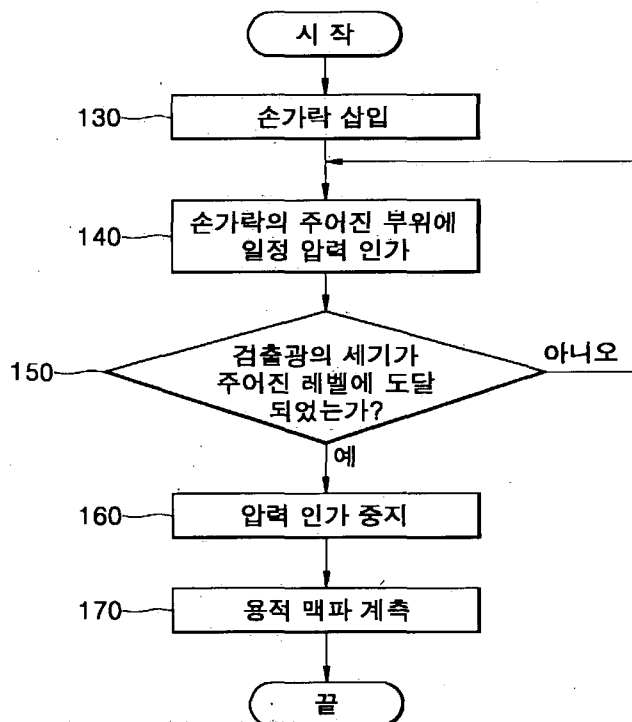 시 작
130
손가락 삽입
140
손가락의 주어진 부위에
일정 압력 인가
150
검출광의 세기가
주어진 레벨에 도달
되었는가?
아니오
예
160
압력 인가 중지
170
용적 맥파 계측
끝